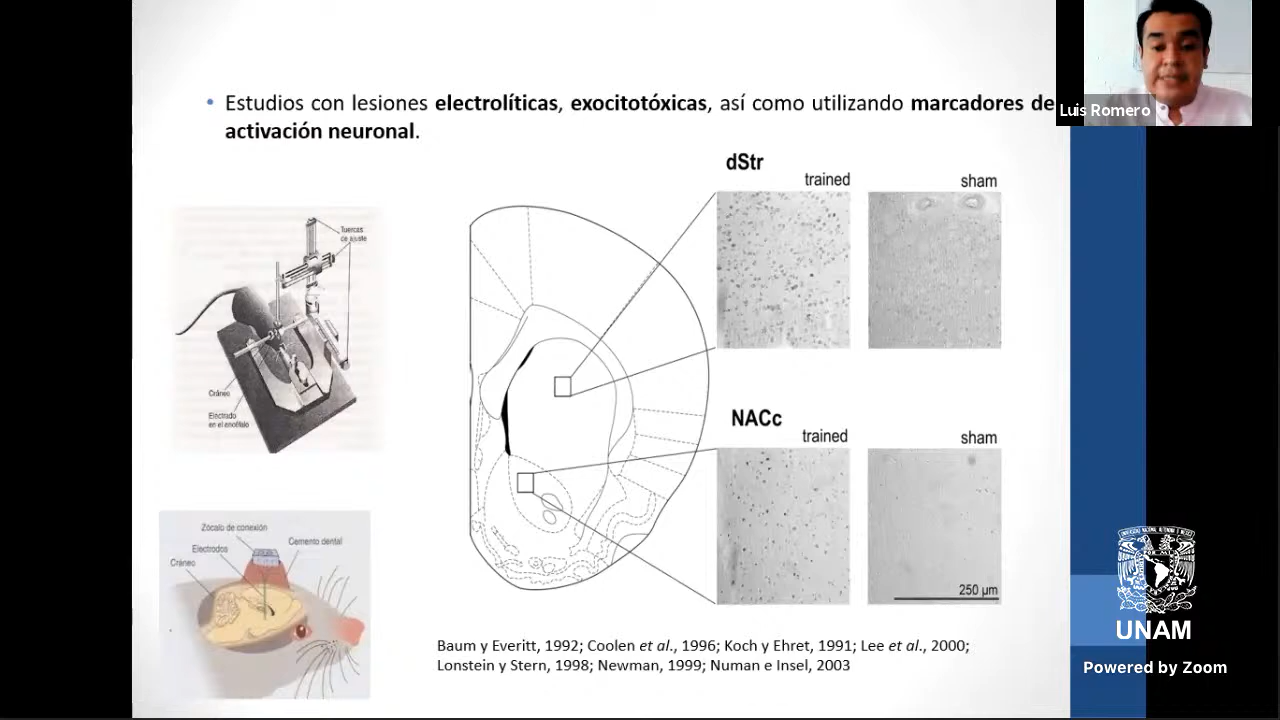 • Estudios con lesiones electrolíticas, exocitotóxicas, así como utilizando marcadores de
activación neuronal.
Luis Romero
Tuercas
de ajuste
Cráneo
Electrodo
en el encéfalo
dStr
trained
sham
NACc
trained
sham
250 µm
Zócalo de conexión
Electrodos
Cemento dental
Cráneo
Baum y Everitt, 1992; Coolen et al., 1996; Koch y Ehret, 1991; Lee et al., 2000;
Lonstein y Stern, 1998; Newman, 1999; Numan e Insel, 2003
UNAM
Powered by Zoom